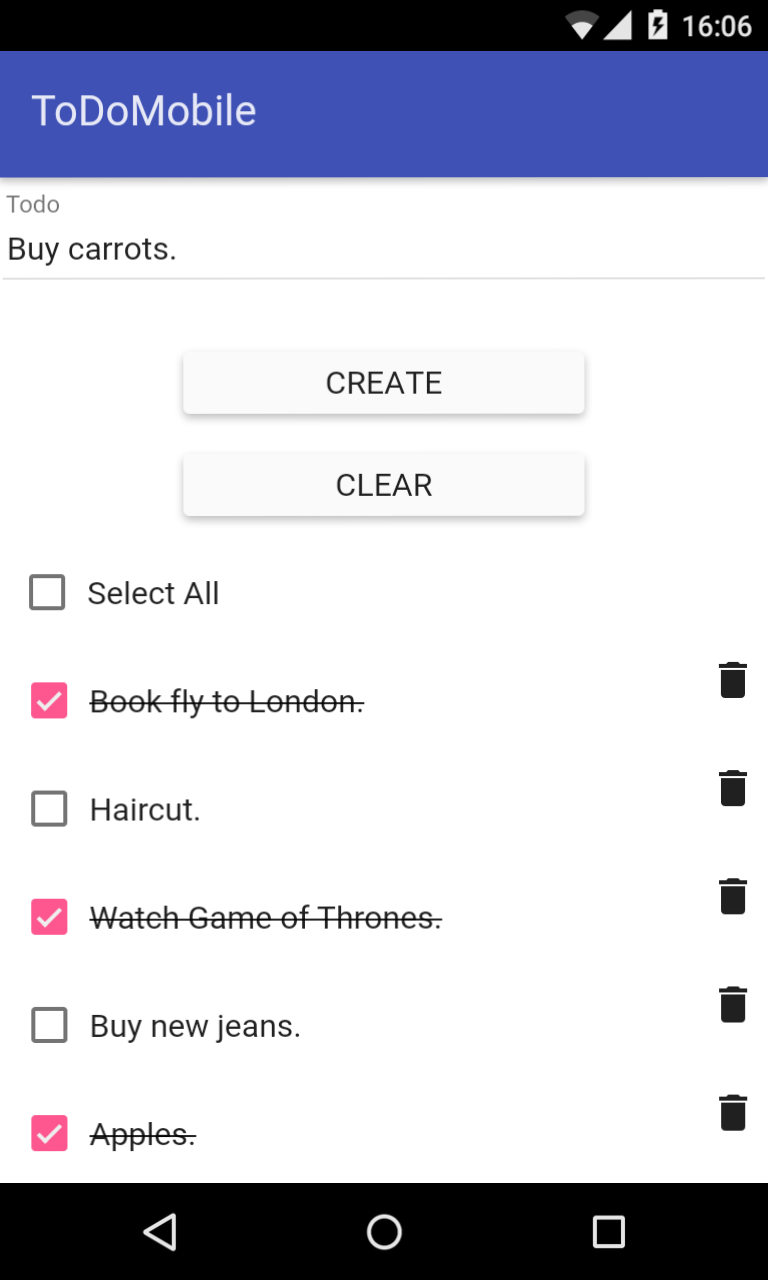 16:06
ToDoMobile
Todo
Buy carrots.
CREATE
CLEAR
Select All
Book fly to London.
Haircut.
Watch Game of Thrones.
Buy new jeans.
Apples.